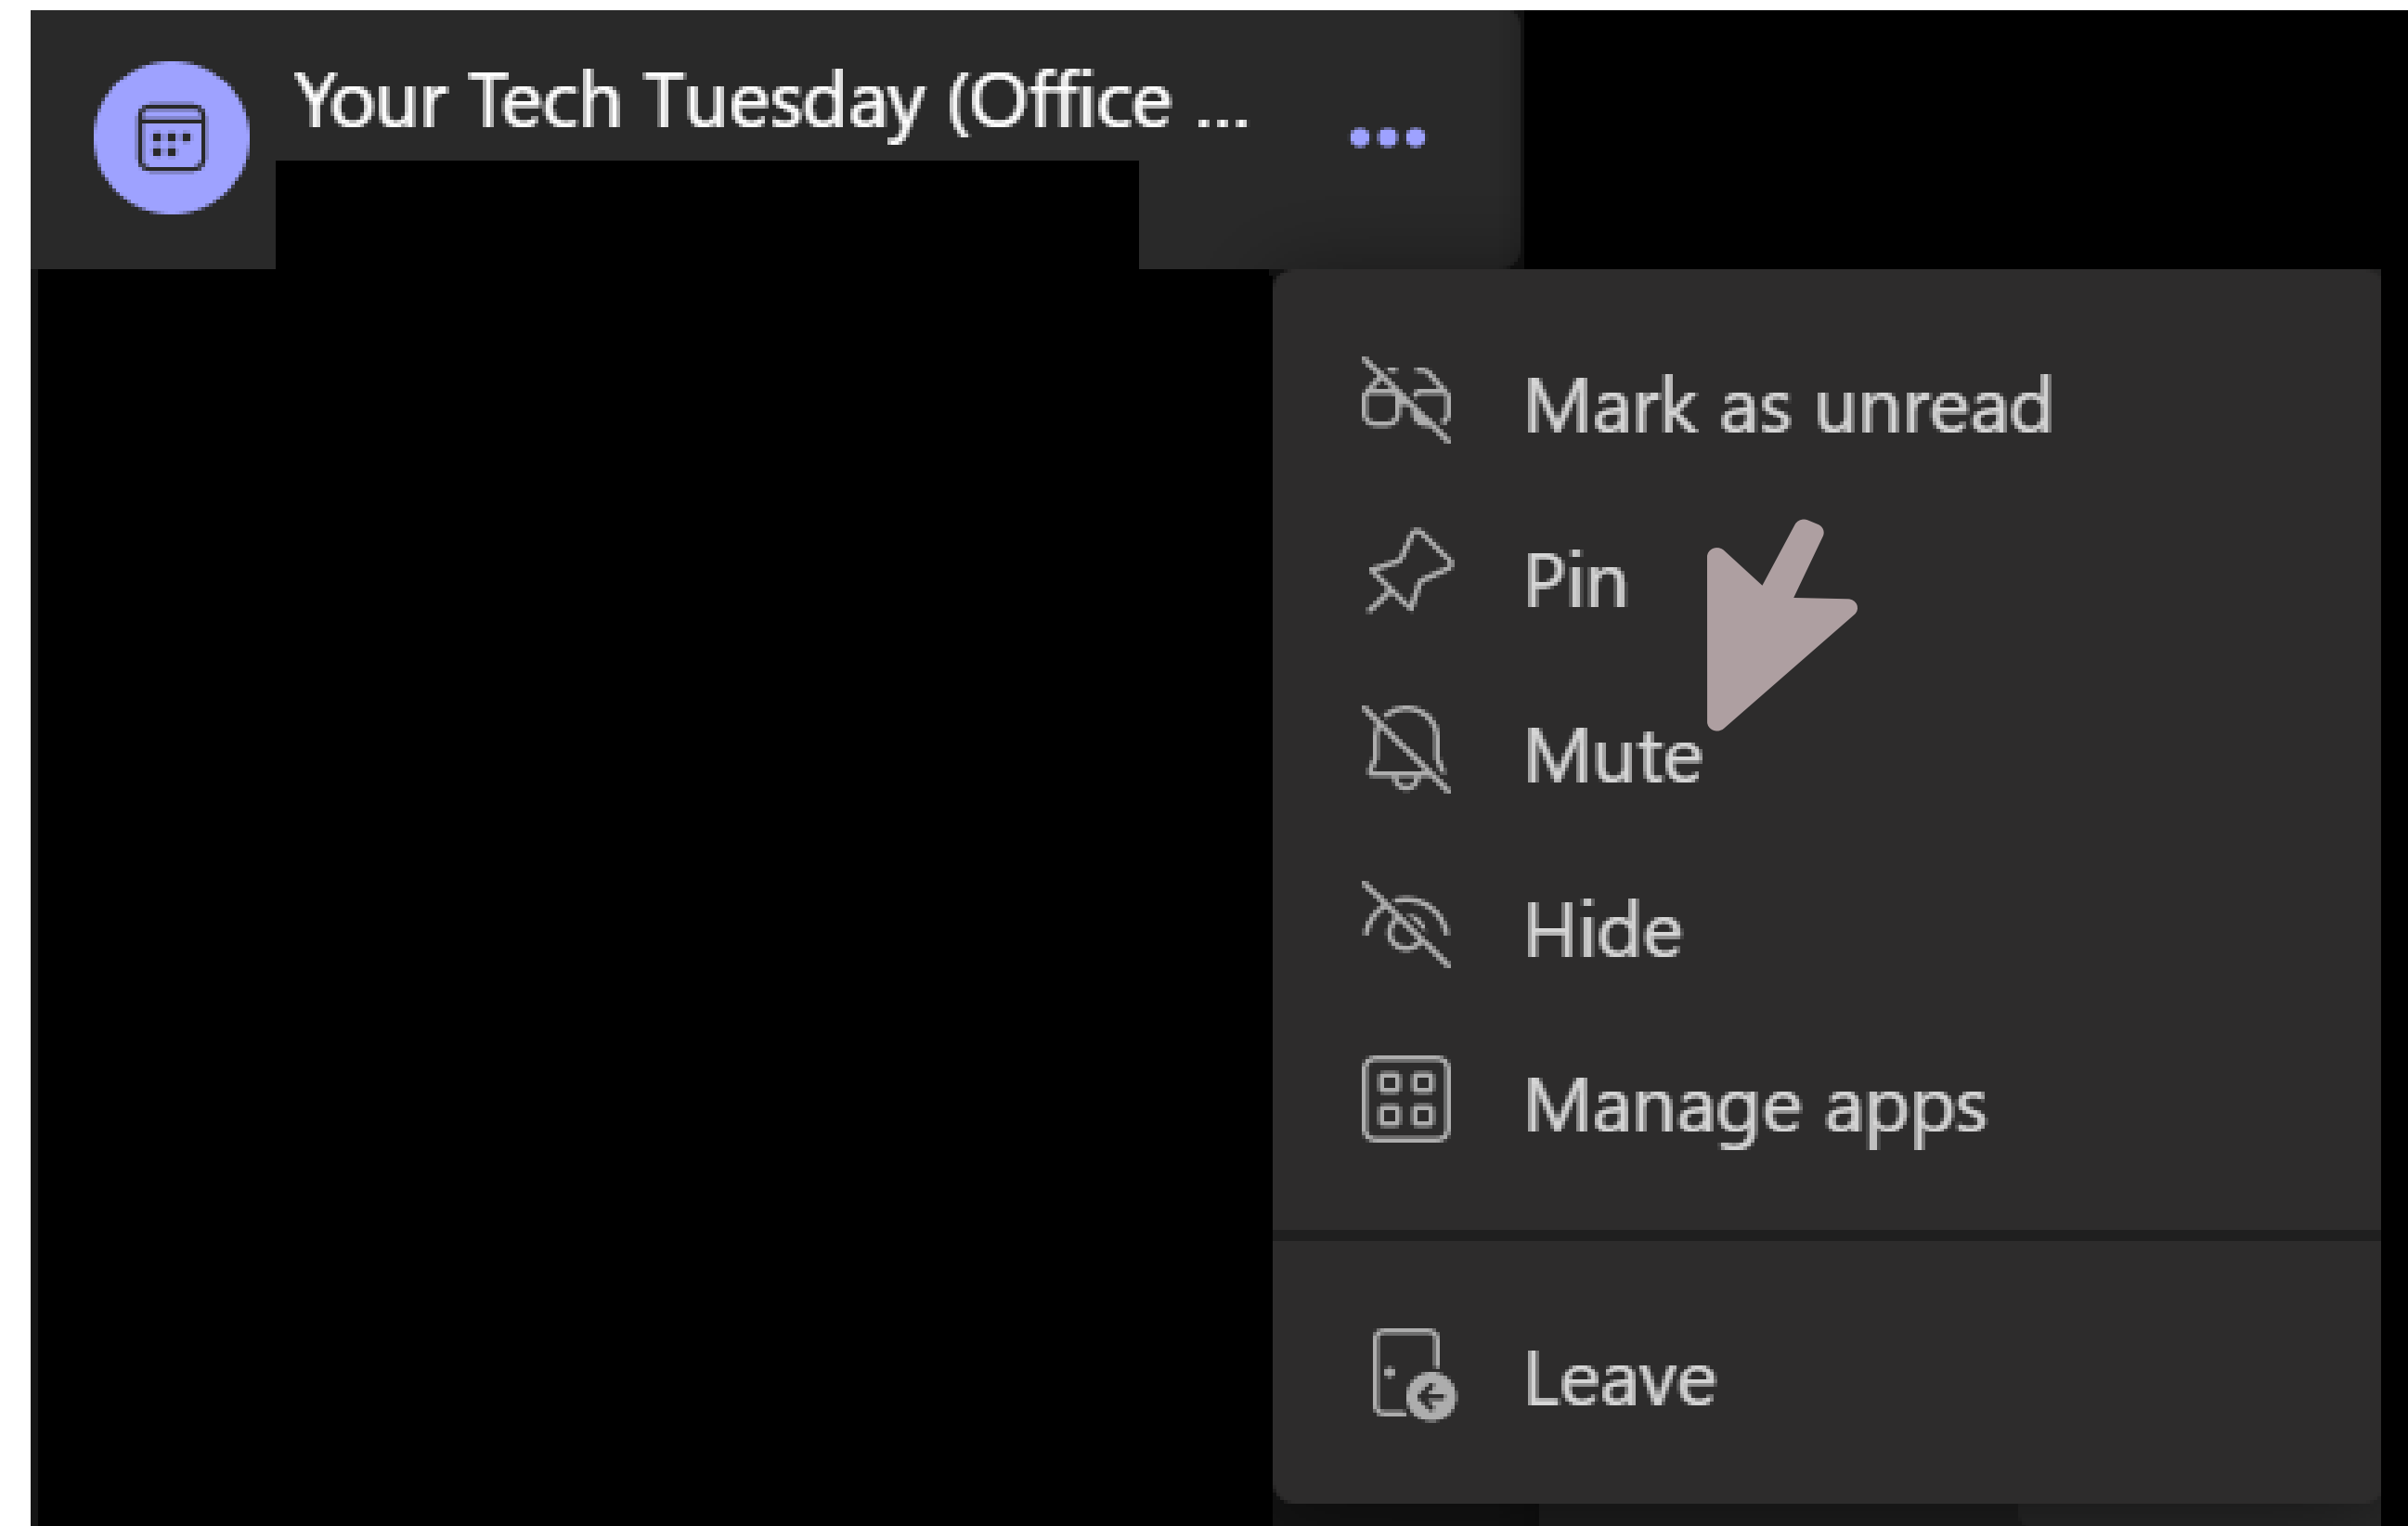 Your Tech Tuesday (Office ...
Mark as unread
Pin
Mute
Hide
Manage apps
Leave